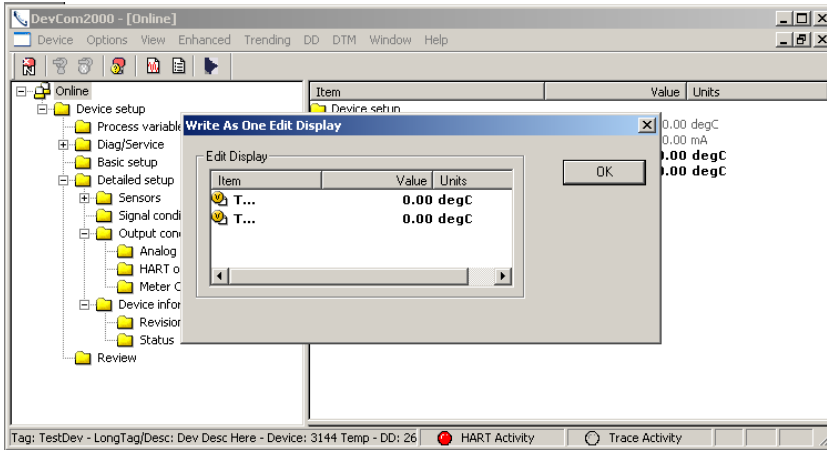 DevCom2000 - [Online]
Device Options View Enhanced Trending DD DTM Window Help
Online
Device setup
Process variable
Diag/Service
Basic setup
Detailed setup
Sensors
Signal condi
Output con
Analog
HART o
Meter C
Device infor
Revision
Status
Review
Item Value Units
Device setup
0.00 degC
0.00 mA
0.00 degC
0.00 degC
Write As One Edit Display
Edit Display
Item Value Units
T... 0.00 degC
T... 0.00 degC
OK
Tag: TestDev - LongTag/Desc: Dev Desc Here - Device: 3144 Temp - DD: 26 HART Activity Trace Activity